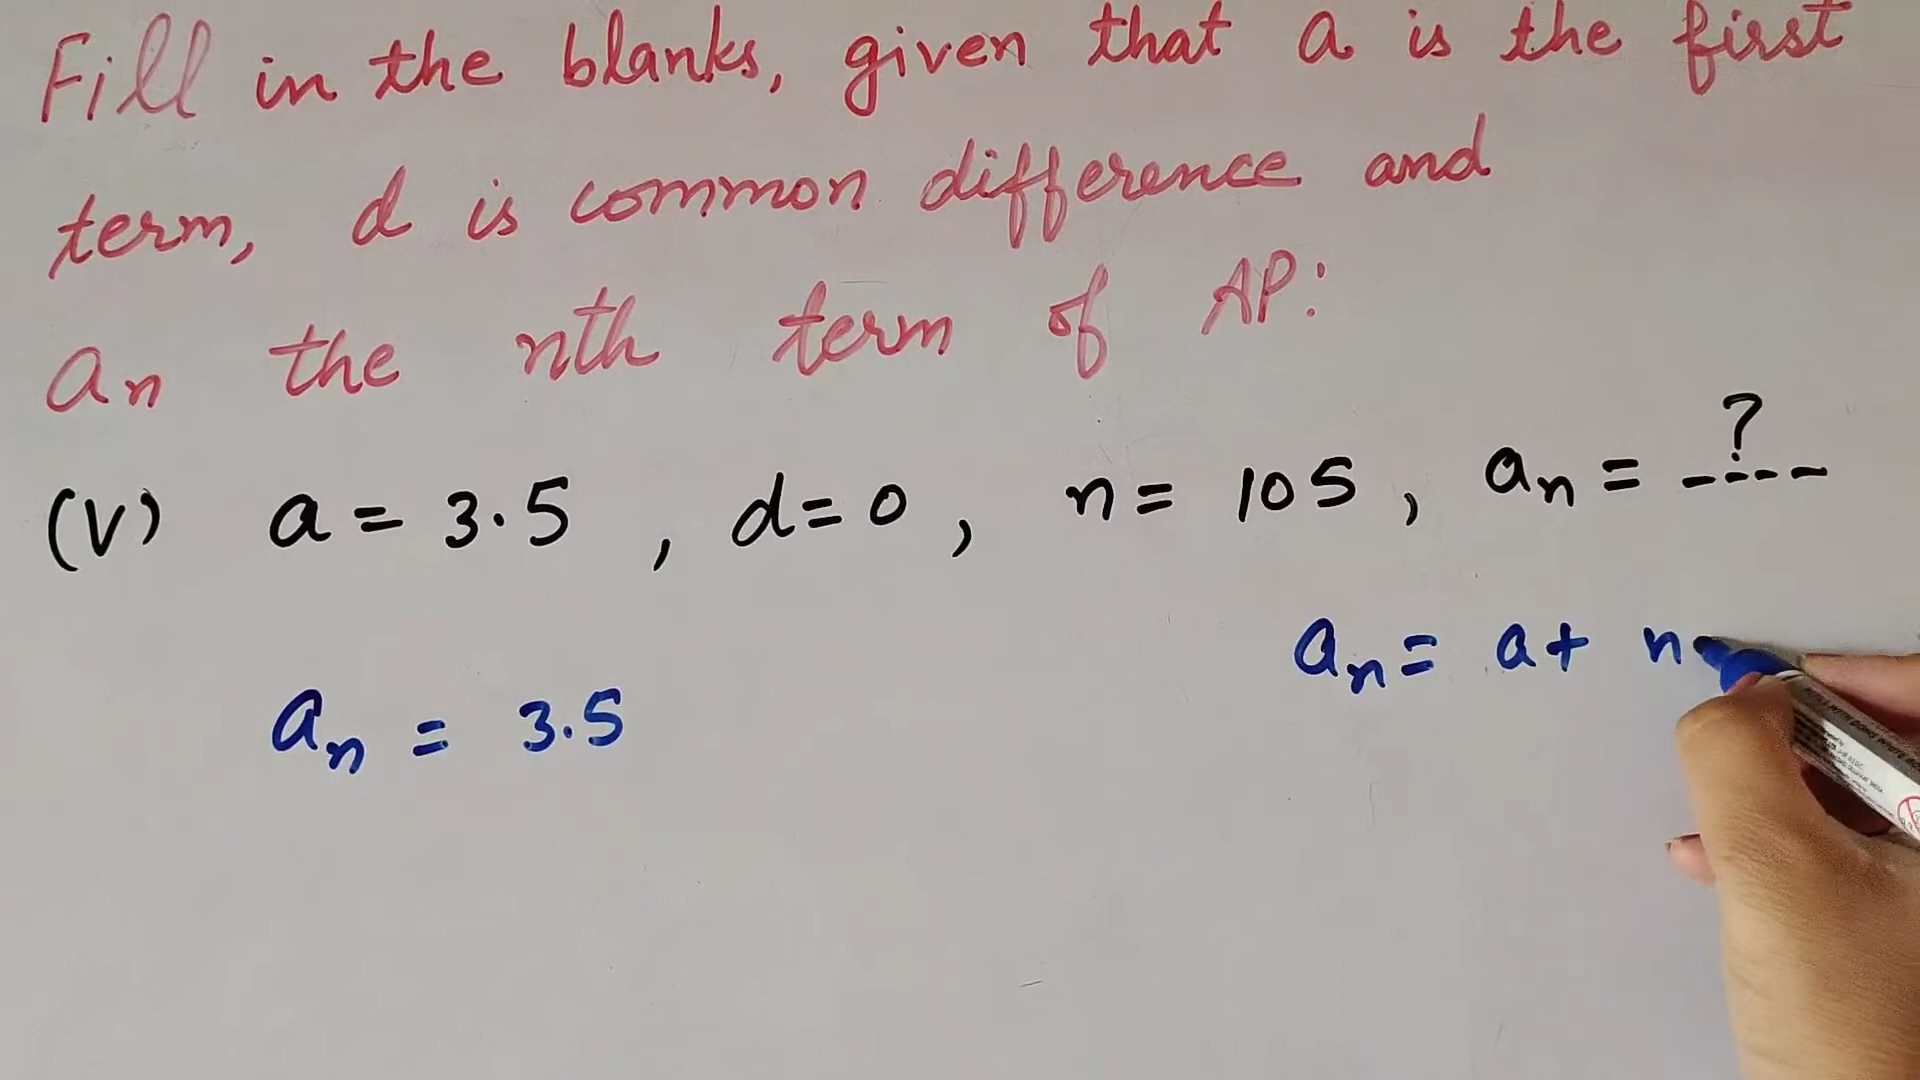 Fill in the blanks, given that a is the first
term, d is common difference and
an the nth term of AP:
?
(V) a = 3.5 , d=0 , n= 105 , an = ----
an = a+ n-
an = 3.5